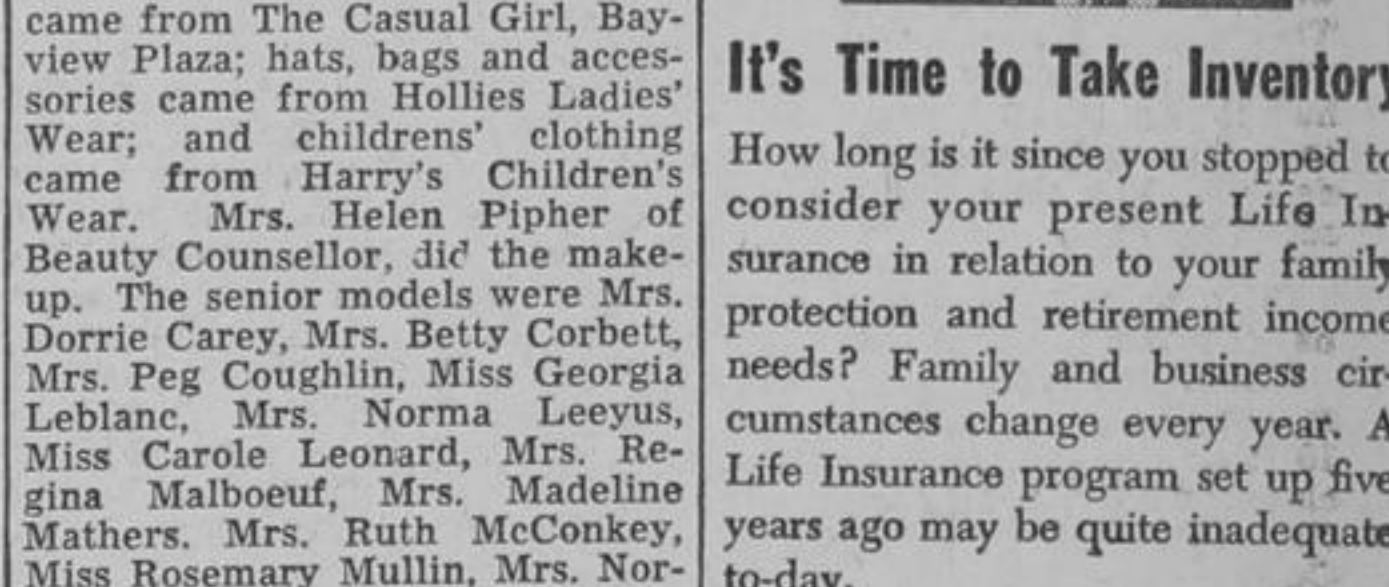 came from The Casual Girl, Bay-
view Plaza; hats, bags and acces-
sories came from Hollies Ladies'
Wear; and childrens' clothing
came from Harry's Children's
Wear. Mrs. Helen Pipher of
Beauty Counsellor, did the make-
up. The senior models were Mrs.
Dorrie Carey, Mrs. Betty Corbett,
Mrs. Peg Coughlin, Miss Georgia
Leblanc, Mrs. Norma Leeyus,
Miss Carole Leonard, Mrs. Re-
gina Malboeuf, Mrs. Madeline
Mathers. Mrs. Ruth McConkey,
Miss Rosemary Mullin, Mrs. Nor-
It's Time to Take Inventory
How long is it since you stopped to
consider your present Life In-
surance in relation to your family
protection and retirement income
needs? Family and business cir-
cumstances change every year. A
Life Insurance program set up five
years ago may be quite inadequate
to-day.